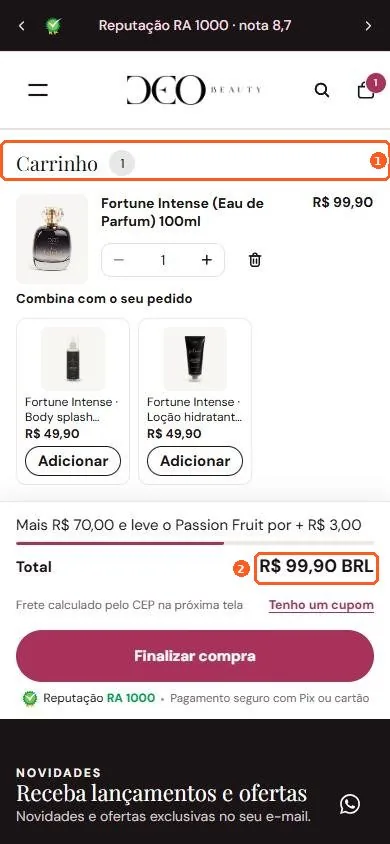 Reputação RA 1000 · nota 8,7
DEO BEAUTY
1
Carrinho 1
1
Fortune Intense (Eau de
Parfum) 100ml
R$ 99,90
− 1 +
Combina com o seu pedido
Fortune Intense ·
Body splash...
R$ 49,90
Adicionar
Fortune Intense ·
Loção hidratant...
R$ 49,90
Adicionar
Mais R$ 70,00 e leve o Passion Fruit por + R$ 3,00
Total
2
R$ 99,90 BRL
Frete calculado pelo CEP na próxima tela
Tenho um cupom
Finalizar compra
Reputação RA 1000 • Pagamento seguro com Pix ou cartão
NOVIDADES
Receba lançamentos e ofertas
Novidades e ofertas exclusivas no seu e-mail.